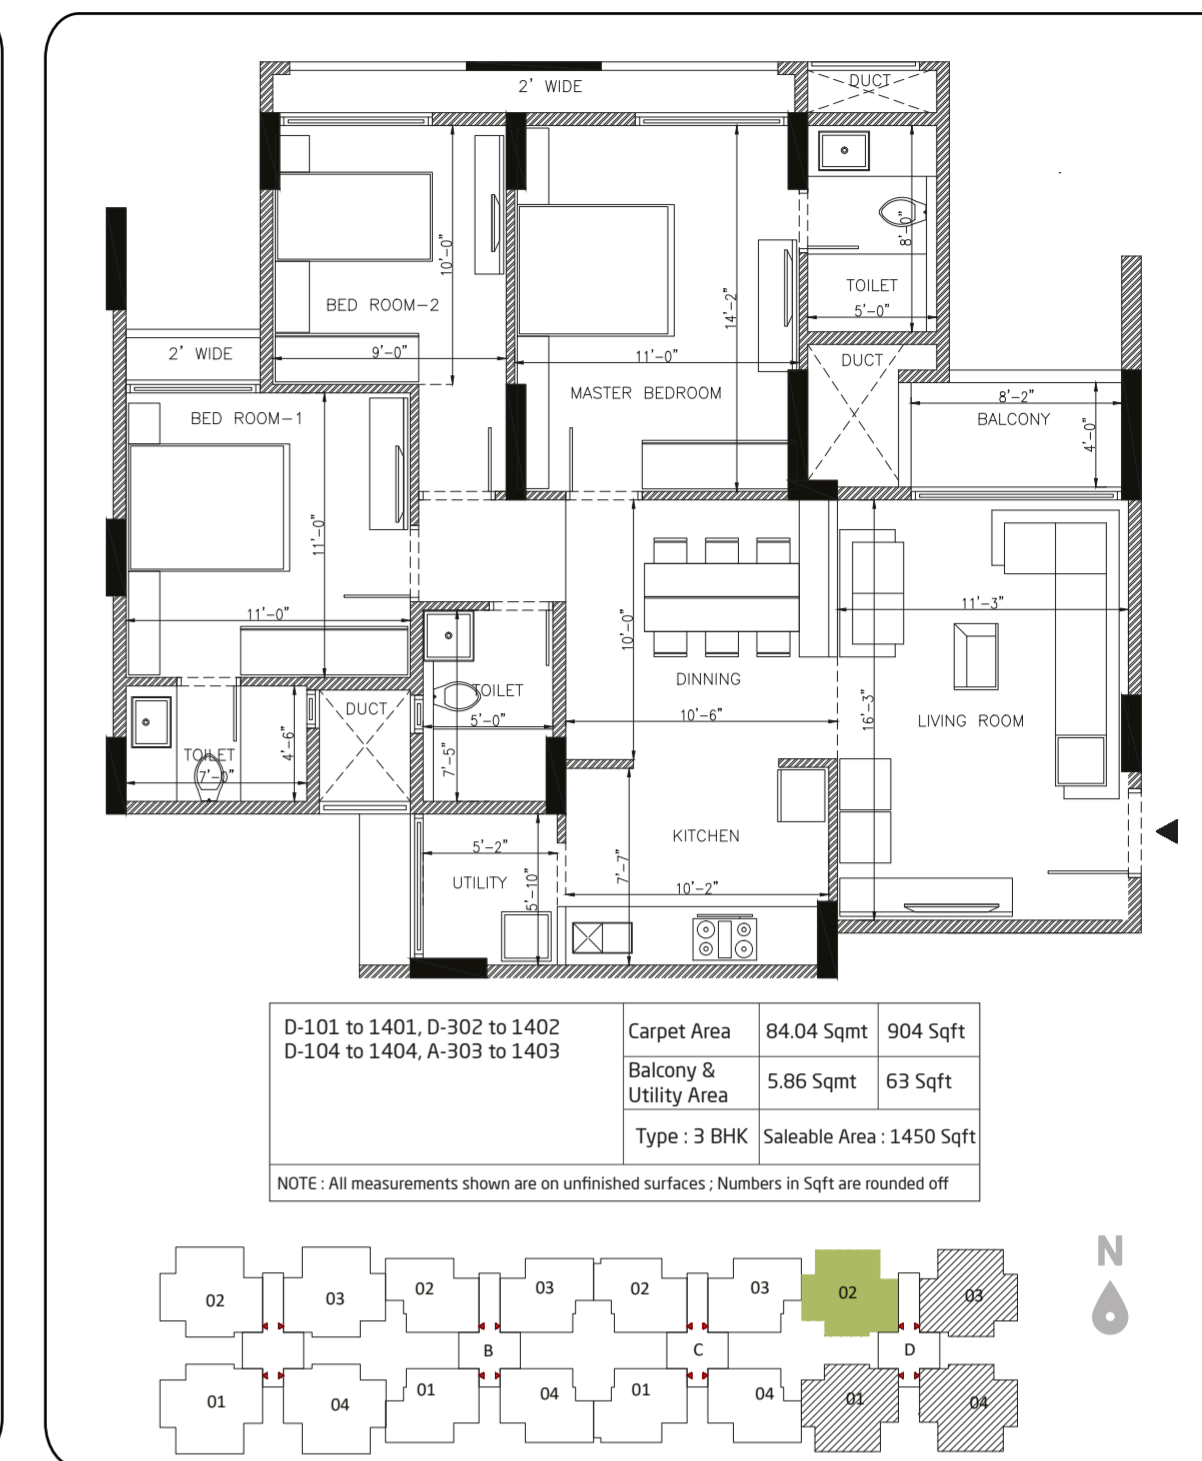 2' WIDE
DUCT
10'-0"
BED ROOM-2
9'-0"
14'-2"
11'-0"
MASTER BEDROOM
8'-0"
TOILET
5'-0"
2' WIDE
DUCT
8'-2"
BALCONY
4'-0"
BED ROOM-1
11'-0"
11'-0"
10'-0"
11'-3"
DINNING
10'-6"
16'-3"
LIVING ROOM
TOILET
5'-0"
7'-5"
DUCT
TOILET
7'-0"
4'-6"
KITCHEN
7'-7"
10'-2"
5'-2"
UTILITY
5'-10"
D-101 to 1401, D-302 to 1402
D-104 to 1404, A-303 to 1403
Carpet Area 84.04 Sqmt 904 Sqft
Balcony &
Utility Area 5.86 Sqmt 63 Sqft
Type : 3 BHK Saleable Area : 1450 Sqft
NOTE : All measurements shown are on unfinished surfaces ; Numbers in Sqft are rounded off
02 03 02 03 02 03 02 03
B C D
01 04 01 04 01 04 01 04
N